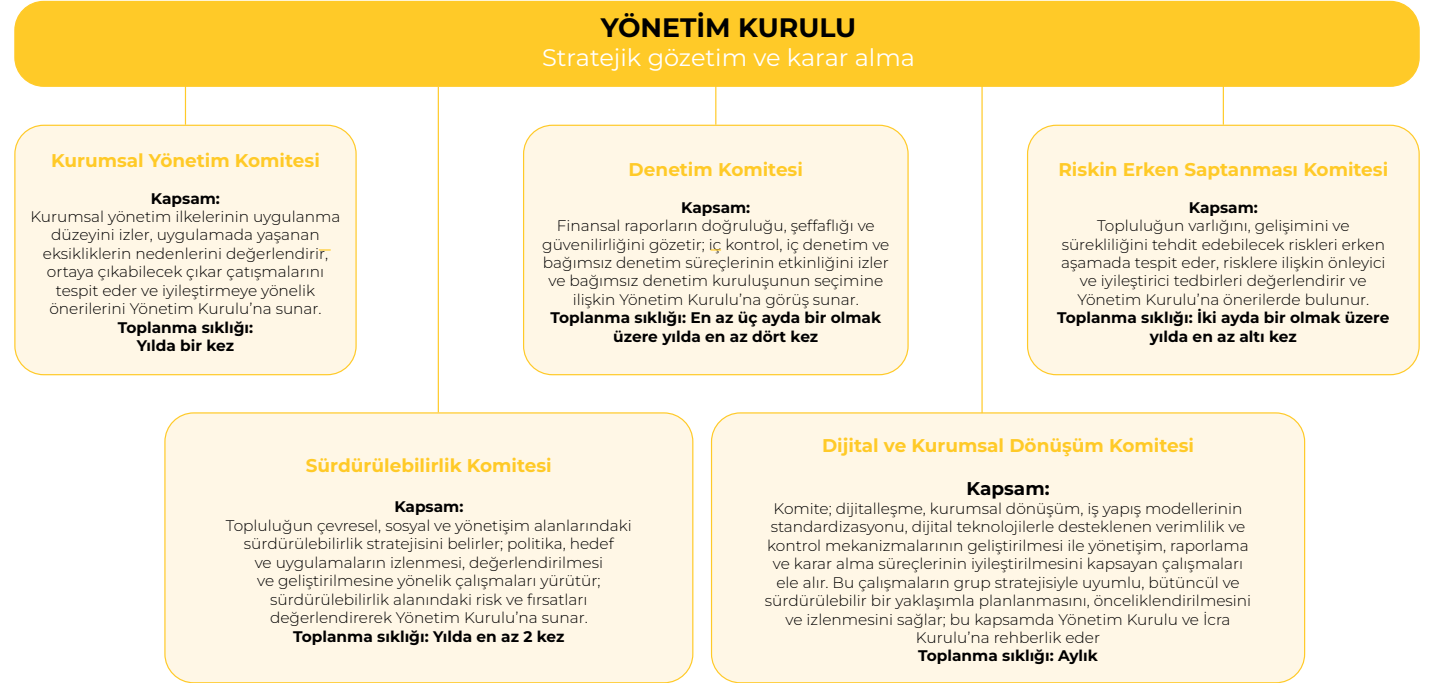 YÖNETİM KURULU
Stratejik gözetim ve karar alma
Kurumsal Yönetim Komitesi
Kapsam:
Kurumsal yönetim ilkelerinin uygulanma
düzeyini izler, uygulamada yaşanan
eksikliklerin nedenlerini değerlendirir,
ortaya çıkabilecek çıkar çatışmalarını
tespit eder ve iyileştirmeye yönelik
önerilerini Yönetim Kurulu’na sunar.
Toplanma sıklığı:
Yılda bir kez
Denetim Komitesi
Kapsam:
Finansal raporların doğruluğu, şeffaflığı ve
güvenilirliğini gözetir; iç kontrol, iç denetim ve
bağımsız denetim süreçlerinin etkinliğini izler
ve bağımsız denetim kuruluşunun seçimine
ilişkin Yönetim Kurulu’na görüş sunar.
Toplanma sıklığı: En az üç ayda bir olmak
üzere yılda en az dört kez
Riskin Erken Saptanması Komitesi
Kapsam:
Topluluğun varlığını, gelişimini ve
sürekliliğini tehdit edebilecek riskleri erken
aşamada tespit eder, risklere ilişkin önleyici
ve iyileştirici tedbirleri değerlendirir ve
Yönetim Kurulu’na önerilerde bulunur.
Toplanma sıklığı: İki ayda bir olmak üzere
yılda en az altı kez
Sürdürülebilirlik Komitesi
Kapsam:
Topluluğun çevresel, sosyal ve yönetişim alanlarındaki
sürdürülebilirlik stratejisini belirler; politika, hedef
ve uygulamaların izlenmesi, değerlendirilmesi
ve geliştirilmesine yönelik çalışmaları yürütür;
sürdürülebilirlik alanındaki risk ve fırsatları
değerlendirerek Yönetim Kurulu’na sunar.
Toplanma sıklığı: Yılda en az 2 kez
Dijital ve Kurumsal Dönüşüm Komitesi
Kapsam:
Komite; dijitalleşme, kurumsal dönüşüm, iş yapış modellerinin
standardizasyonu, dijital teknolojilerle desteklenen verimlilik ve
kontrol mekanizmalarının geliştirilmesi ile yönetişim, raporlama
ve karar alma süreçlerinin iyileştirilmesini kapsayan çalışmaları
ele alır. Bu çalışmaların grup stratejisiyle uyumlu, bütüncül ve
sürdürülebilir bir yaklaşımla planlanmasını, önceliklendirilmesini
ve izlenmesini sağlar; bu kapsamda Yönetim Kurulu ve İcra
Kurulu’na rehberlik eder
Toplanma sıklığı: Aylık